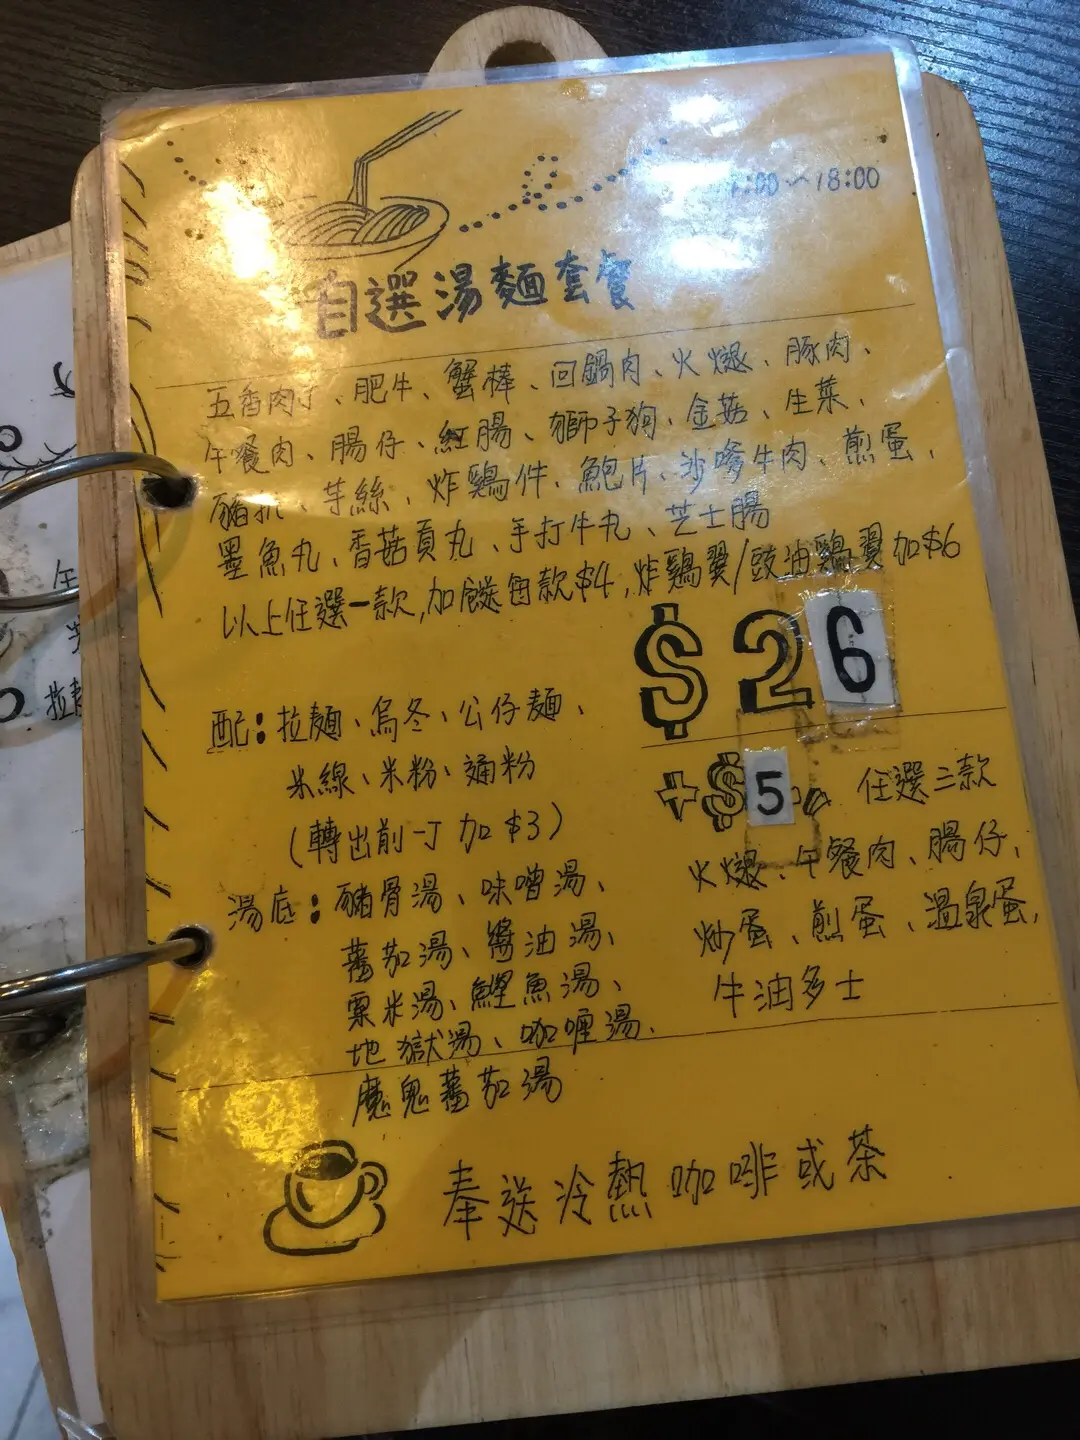 :00~18:00
自選湯麵套餐
五香肉丁、肥牛、蟹棒、回鍋肉、火腿、豚肉、
午餐肉、腸仔、紅腸、獅子狗、金菇、生菜、
豬扒、芋絲、炸鷄件、鮑片、沙嗲牛肉、煎蛋、
墨魚丸、香菇貢丸、手打牛丸、芝士腸
以上任選一款,加餸每款$4,炸鷄翼/豉油鷄翼加$6
$26
配:拉麵、烏冬、公仔麵、
米線、米粉、通粉
(轉出前一丁加$3)
湯底:豬骨湯、味噌湯、
蕃茄湯、醬油湯、
粟米湯、鰹魚湯、
地獄湯、咖喱湯、
魔鬼蕃茄湯
+$5 任選三款
火腿、午餐肉、腸仔、
炒蛋、煎蛋、溫泉蛋、
牛油多士
奉送冷熱咖啡或茶